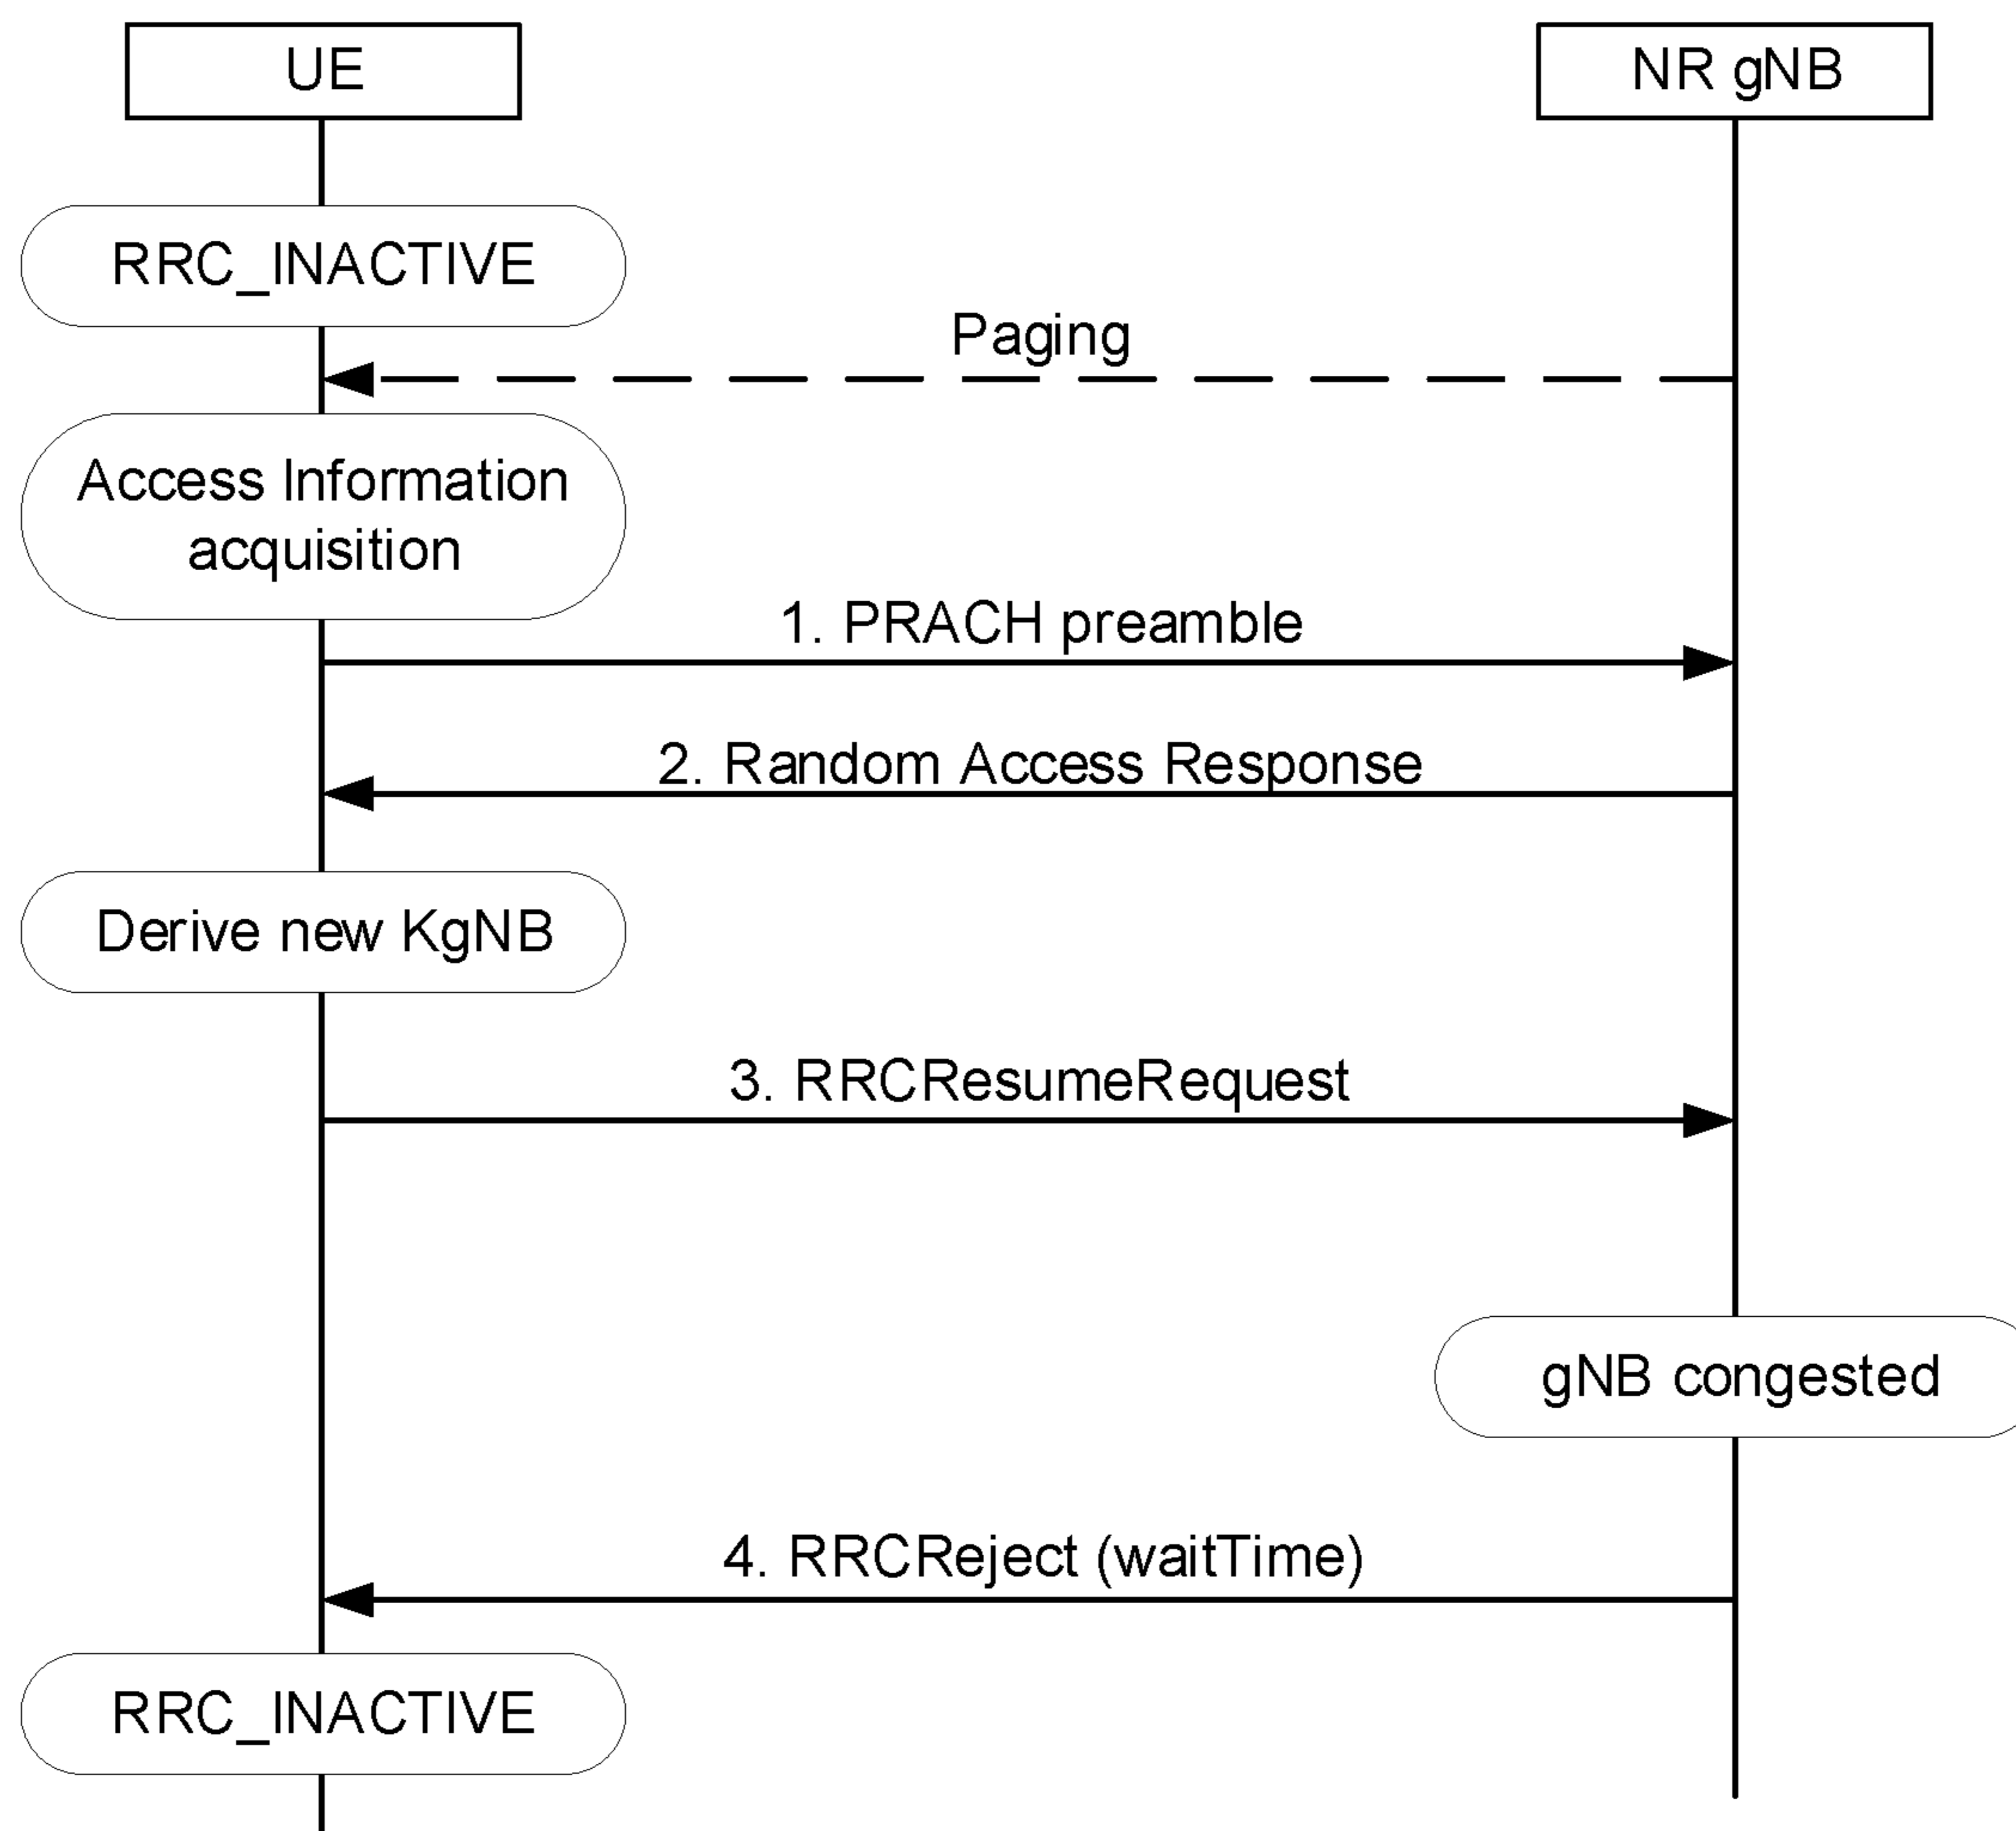 UE
NR gNB
RRC_INACTIVE
Paging
Access Information
acquisition
1. PRACH preamble
2. Random Access Response
Derive new KgNB
3. RRCResumeRequest
gNB congested
4. RRCReject (waitTime)
RRC_INACTIVE